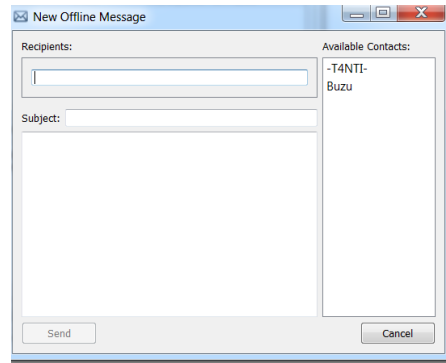 New Offline Message
Recipients:
Available Contacts:
-T4NTI-
Buzu
Subject:
Send
Cancel